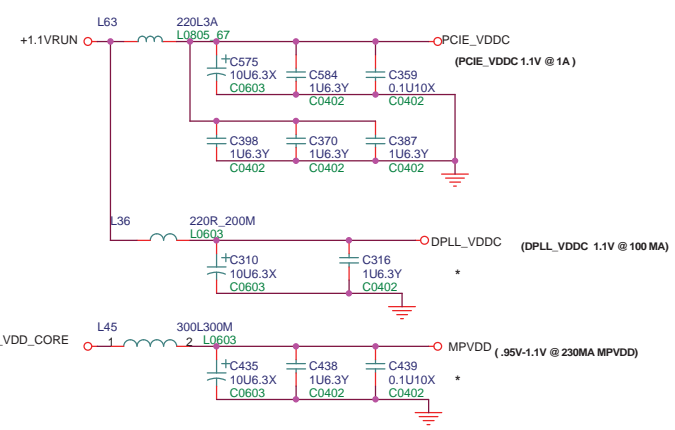 L63 220L3A
+1.1VRUN L0805_67 PCIE_VDDC
(PCIE_VDDC 1.1V @ 1A )
+ C575 C584 C359
10U6.3X 1U6.3Y 0.1U10X
C0603 C0402 C0402
C398 C370 C387
1U6.3Y 1U6.3Y 1U6.3Y
C0402 C0402 C0402
L36 220R_200M
L0603 DPLL_VDDC (DPLL_VDDC 1.1V @ 100 MA)
+ C310 C316
10U6.3X 1U6.3Y *
C0603 C0402
L45 300L300M
_VDD_CORE 1 2 L0603 MPVDD ( .95V-1.1V @ 230MA MPVDD)
+ C435 C438 C439
10U6.3X 1U6.3Y 0.1U10X *
C0603 C0402 C0402